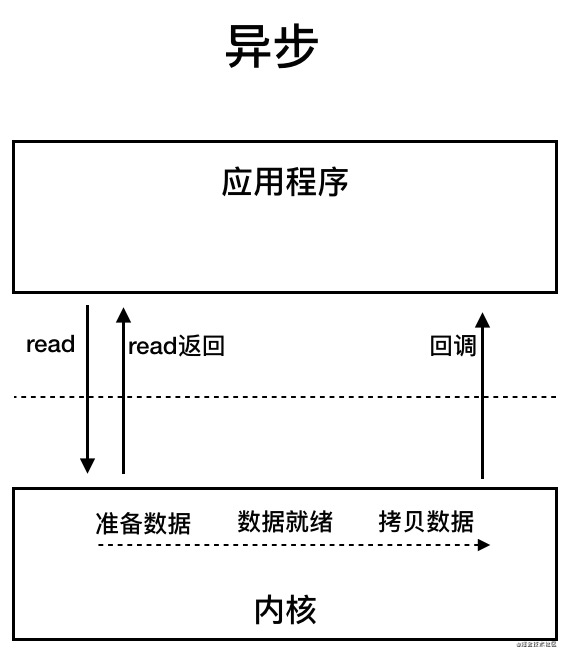 异步
应用程序
read
read返回
回调
准备数据
数据就绪
拷贝数据
内核
@稀土掘金技术社区